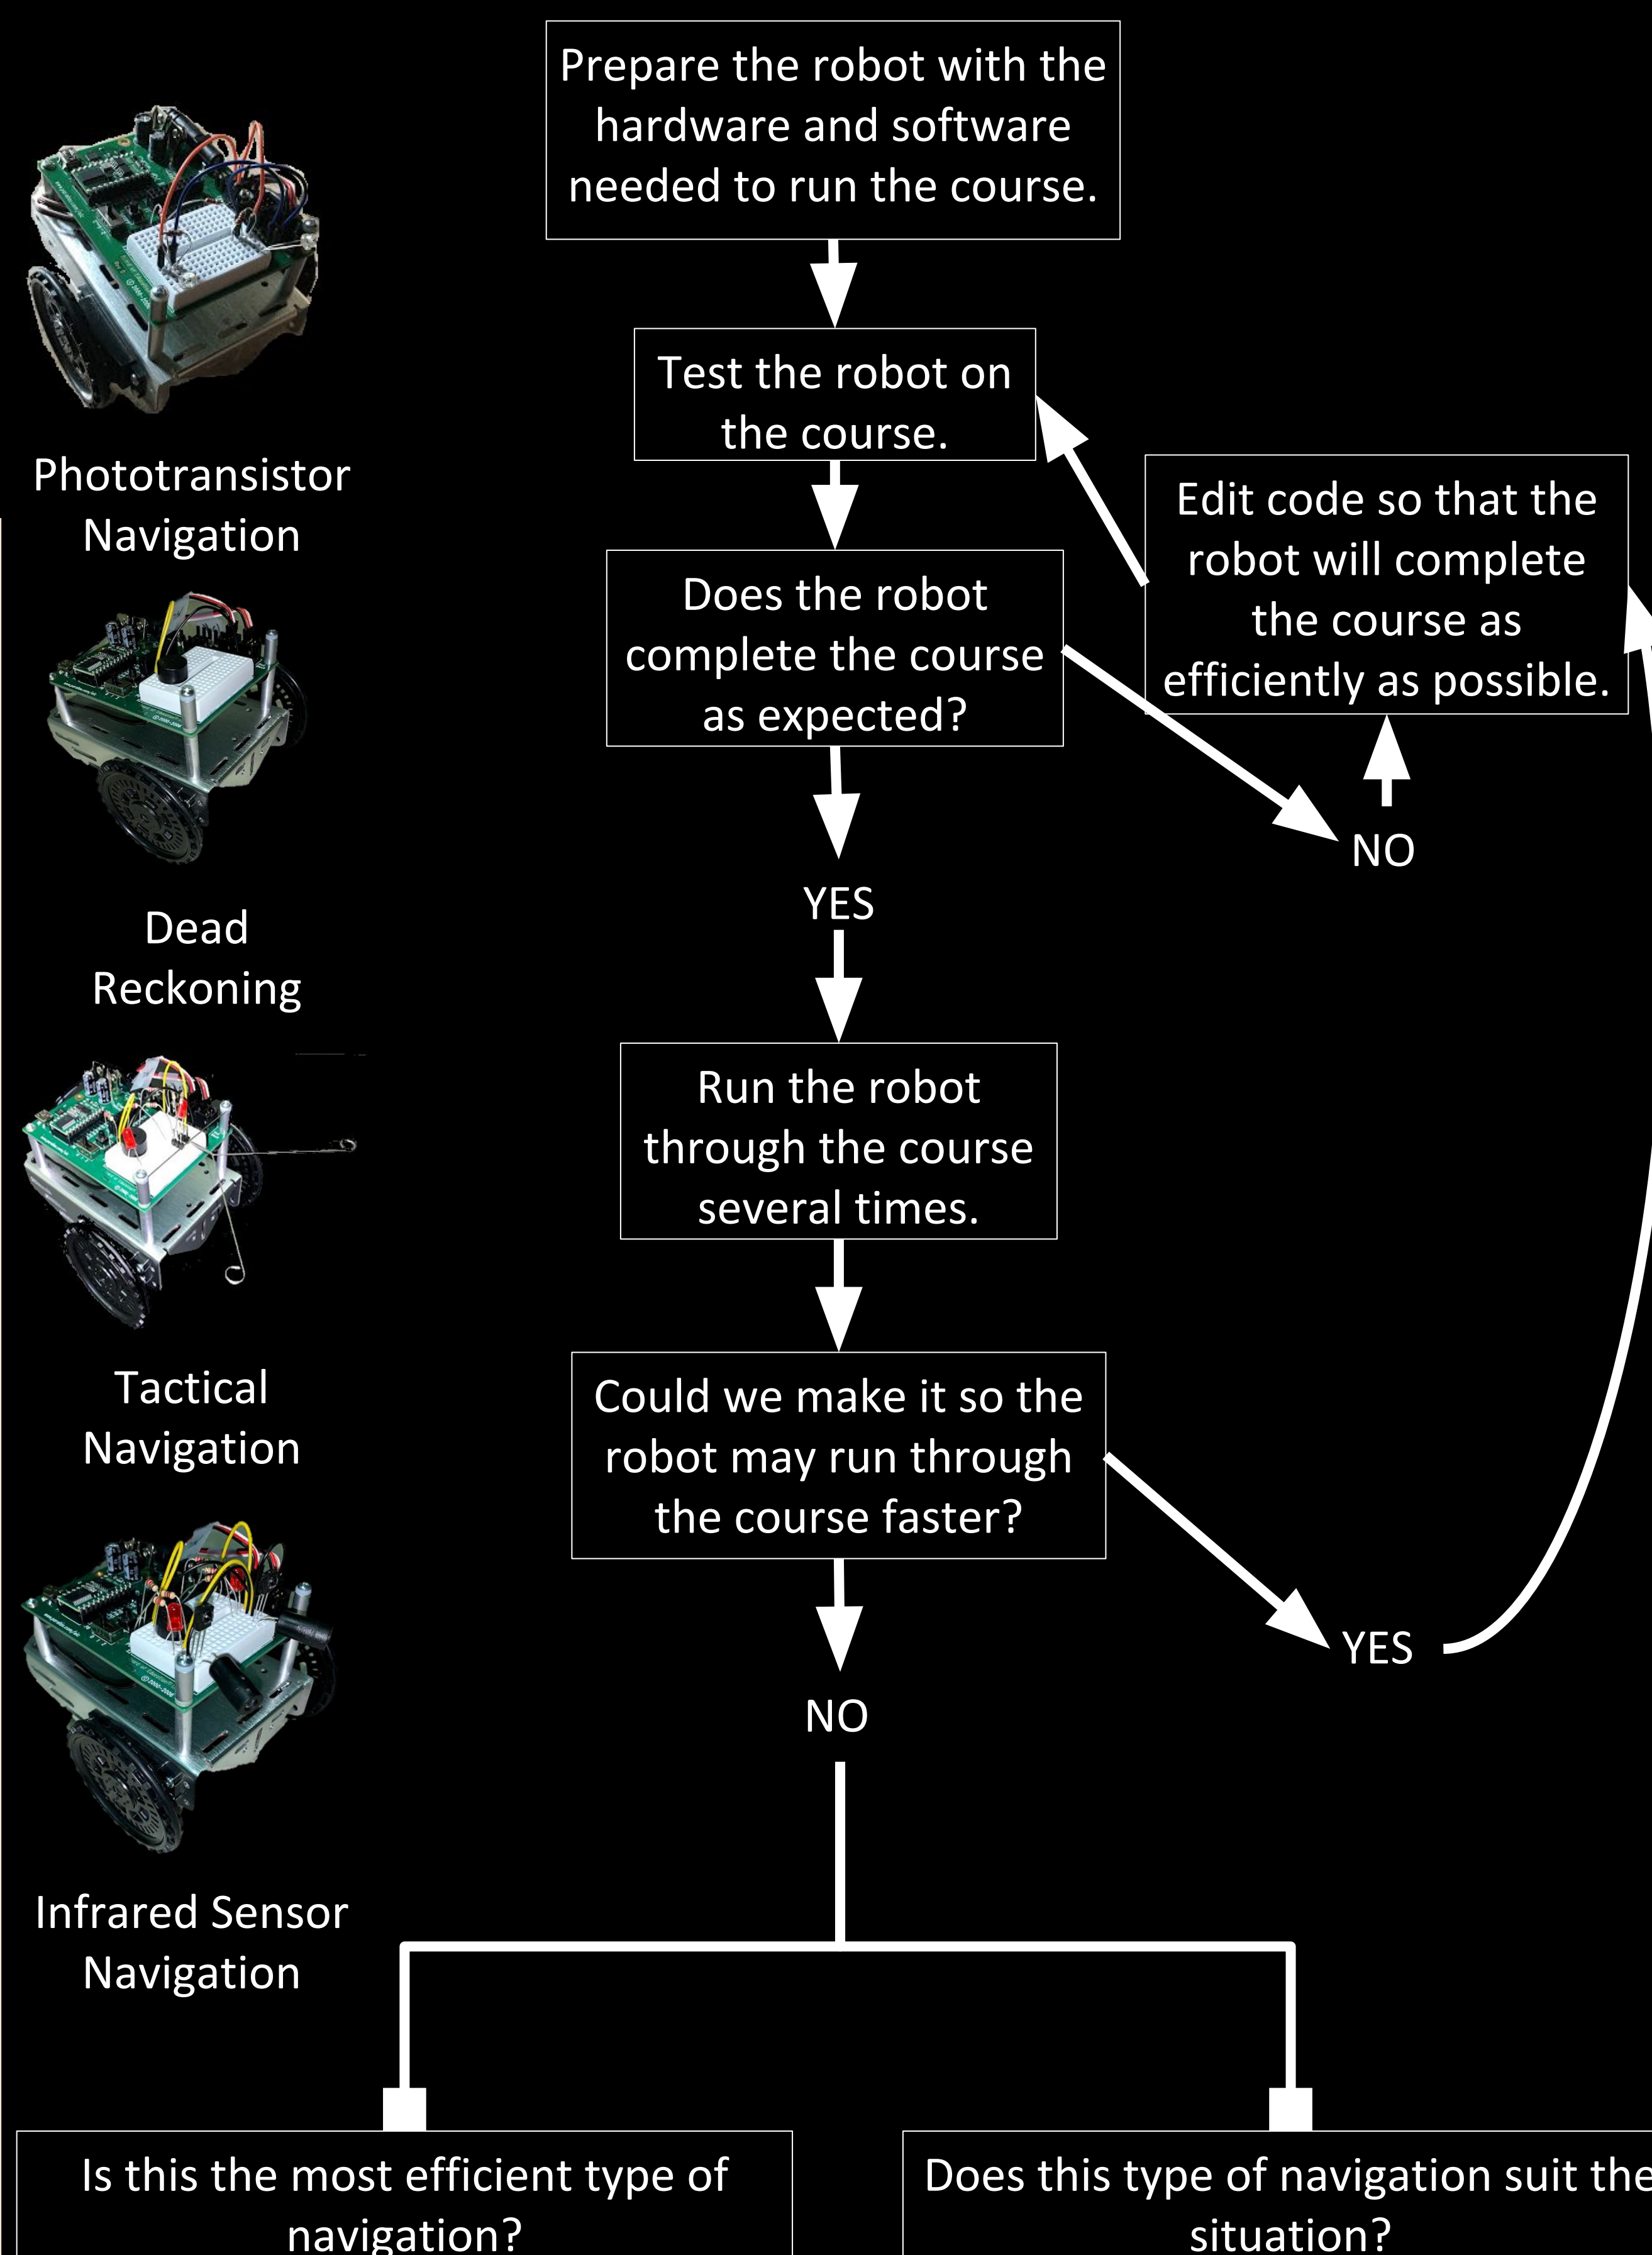 Prepare the robot with the
hardware and software
needed to run the course.
Test the robot on
the course.
Phototransistor
Navigation
Edit code so that the
robot will complete
the course as
efficiently as possible.
Does the robot
complete the course
as expected?
NO
YES
Dead
Reckoning
Run the robot
through the course
several times.
Tactical
Navigation
Could we make it so the
robot may run through
the course faster?
YES
NO
Infrared Sensor
Navigation
Is this the most efficient type of
navigation?
Does this type of navigation suit the
situation?